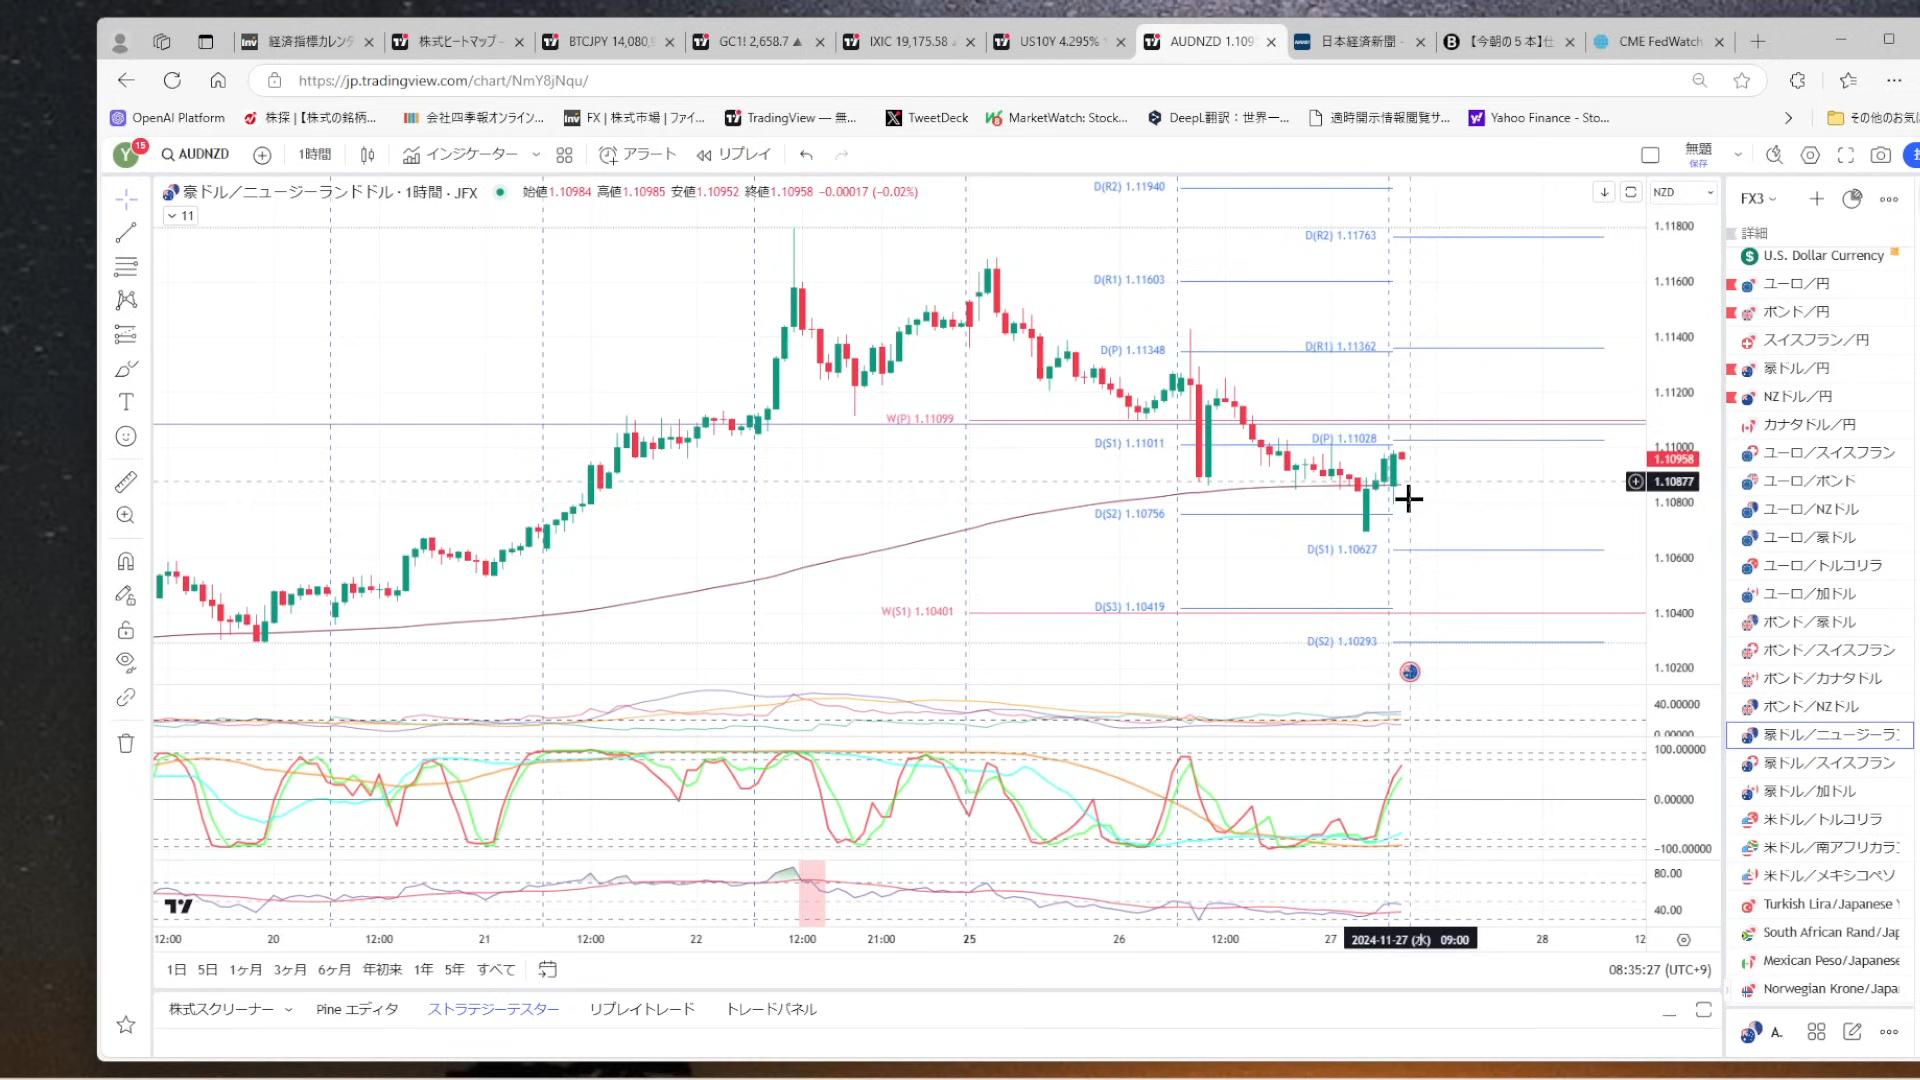 経済指標カレンダ
株式ヒートマップ -
BTCJPY 14,080,
GC1! 2,658.7 ▲
IXIC 19,175.58
US10Y 4.295%
AUDNZD 1.109
日本経済新聞 -
【今朝の5本】仕
CME FedWatch
https://jp.tradingview.com/chart/NmY8jNqu/
OpenAI Platform
株探 | 【株式の銘柄...
会社四季報オンライン...
FX | 株式市場 | ファイ...
TradingView — 無...
TweetDeck
MarketWatch: Stock...
DeepL翻訳：世界一...
適時開示情報閲覧サ...
Yahoo Finance - Sto...
その他のお気に
Y 15
AUDNZD
1時間
インジケーター
アラート
リプレイ
無題
保存
豪ドル／ニュージーランドドル · 1時間 · JFX
始値1.10984 高値1.10985 安値1.10952 終値1.10958 −0.00017 (−0.02%)
11
NZD
FX3
詳細
D(R2) 1.11940
D(R2) 1.11763
D(R1) 1.11603
D(P) 1.11348
D(R1) 1.11362
W(P) 1.11099
D(S1) 1.11011
D(P) 1.11028
D(S2) 1.10756
D(S1) 1.10627
W(S1) 1.10401
D(S3) 1.10419
D(S2) 1.10293
1.11800
1.11600
1.11400
1.11200
1.11000
1.10958
1.10877
1.10800
1.10600
1.10400
1.10200
40.00000
0.00000
100.00000
0.00000
−100.00000
80.00
40.00
U.S. Dollar Currency
ユーロ／円
ポンド／円
スイスフラン／円
豪ドル／円
NZドル／円
カナタドル／円
ユーロ／スイスフラン
ユーロ／ポンド
ユーロ／NZドル
ユーロ／豪ドル
ユーロ／トルコリラ
ユーロ／加ドル
ポンド／豪ドル
ポンド／スイスフラン
ポンド／カナタドル
ポンド／NZドル
豪ドル／ニュージーラ
豪ドル／スイスフラン
豪ドル／加ドル
米ドル／トルコリラ
米ドル／南アフリカラ
米ドル／メキシコペソ
Turkish Lira/Japanese
South African Rand/Jap
Mexican Peso/Japanese
Norwegian Krone/Japa
12:00
20
12:00
21
12:00
22
12:00
21:00
25
26
12:00
27
2024-11-27 (水) 09:00
28
12
1日
5日
1ヶ月
3ヶ月
6ヶ月
年初来
1年
5年
すべて
08:35:27 (UTC+9)
株式スクリーナー
Pine エディタ
ストラテジーテスター
リプレイトレード
トレードパネル
A.